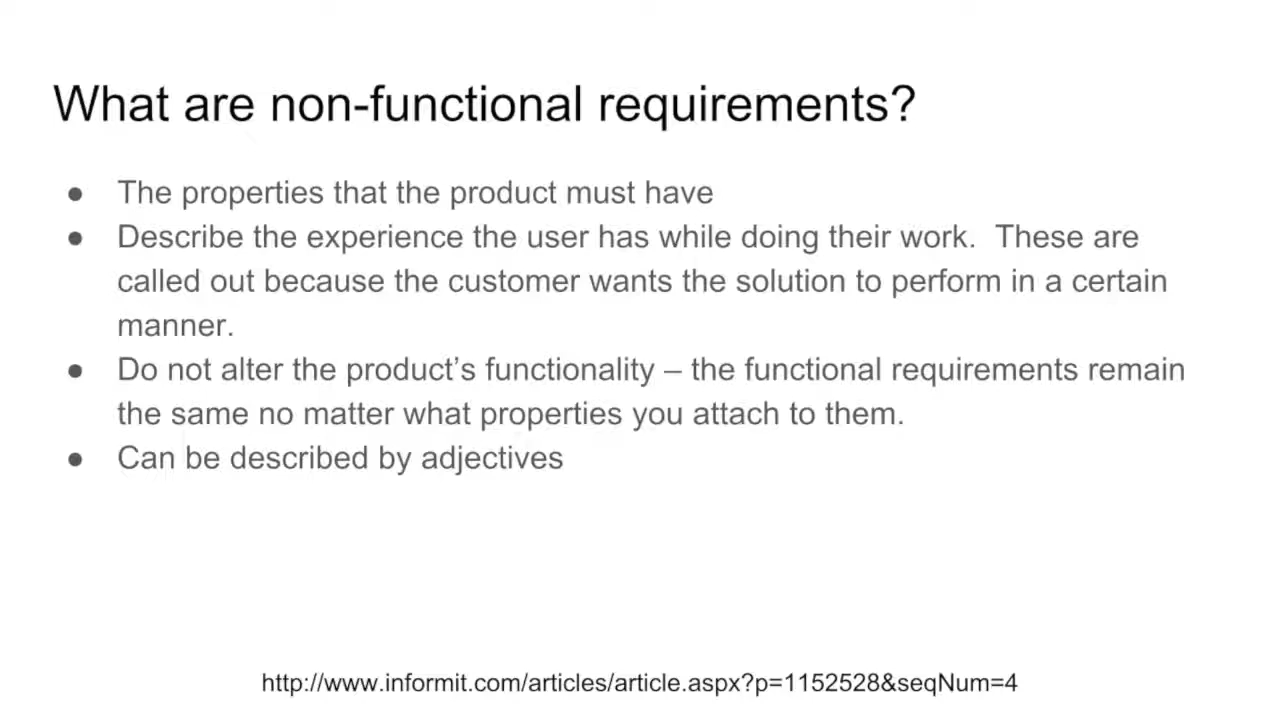 What are non-functional requirements?
● The properties that the product must have
● Describe the experience the user has while doing their work.  These are
called out because the customer wants the solution to perform in a certain
manner.
● Do not alter the product’s functionality – the functional requirements remain
the same no matter what properties you attach to them.
● Can be described by adjectives
http://www.informit.com/articles/article.aspx?p=1152528&seqNum=4